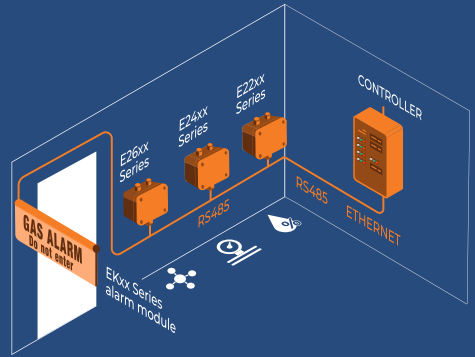 CONTROLLER
E22xx
Series
E24xx
Series
E26xx
Series
RS485
RS485
ETHERNET
GAS ALARM
Do not enter
EKxx Series
alarm module
%